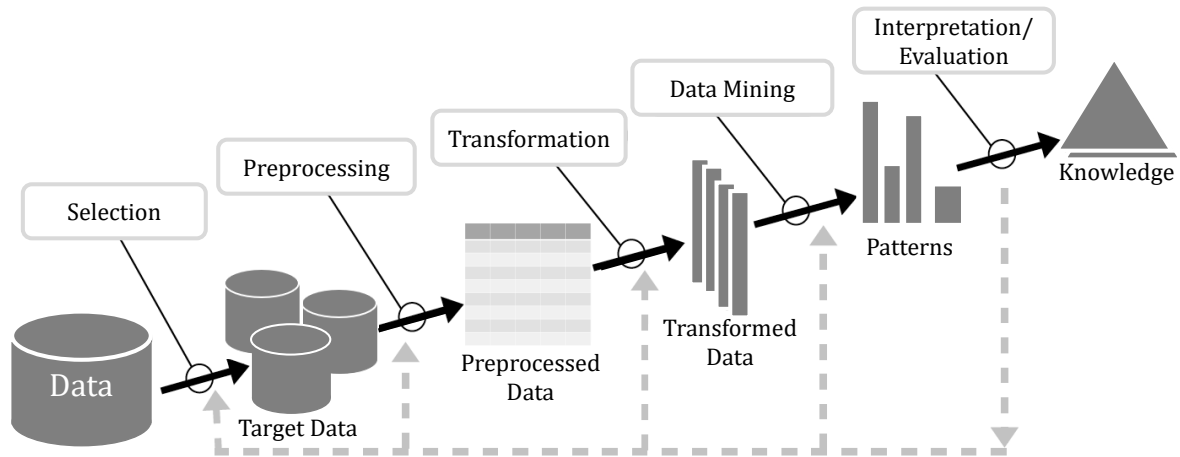 Interpretation/
Evaluation
Data Mining
Transformation
Preprocessing
Selection
Knowledge
Patterns
Transformed
Data
Preprocessed
Data
Data
Target Data